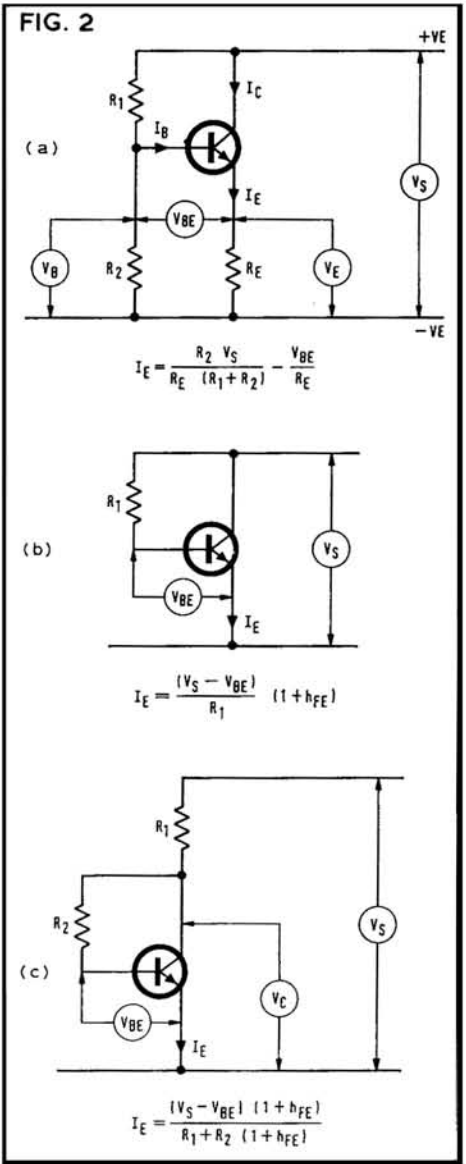 FIG. 2
+VE
R1
IC
(a)
IB
VS
IE
VBE
VB
R2
RE
VE
−VE
IE = R2 VS / RE (R1 + R2) − VBE / RE
R1
(b)
VS
VBE
IE
IE = (VS − VBE) / R1 (1 + hFE)
R1
R2
VS
(c)
VC
VBE
IE
IE = (VS − VBE) (1 + hFE) / R1 + R2 (1 + hFE)